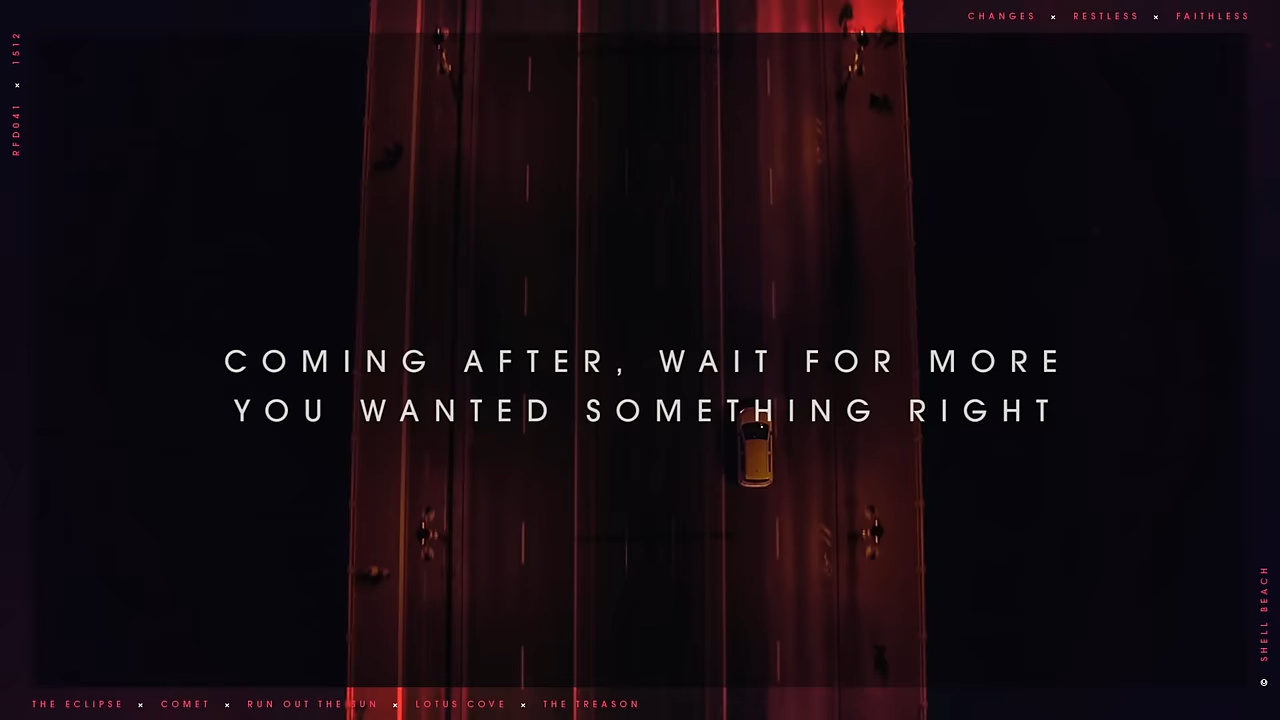 CHANGES × RESTLESS × FAITHLESS
RFD041 × 1512
COMING AFTER, WAIT FOR MORE
YOU WANTED SOMETHING RIGHT
© SHELL BEACH
THE ECLIPSE × COMET × RUN OUT THE SUN × LOTUS COVE × THE TREASON